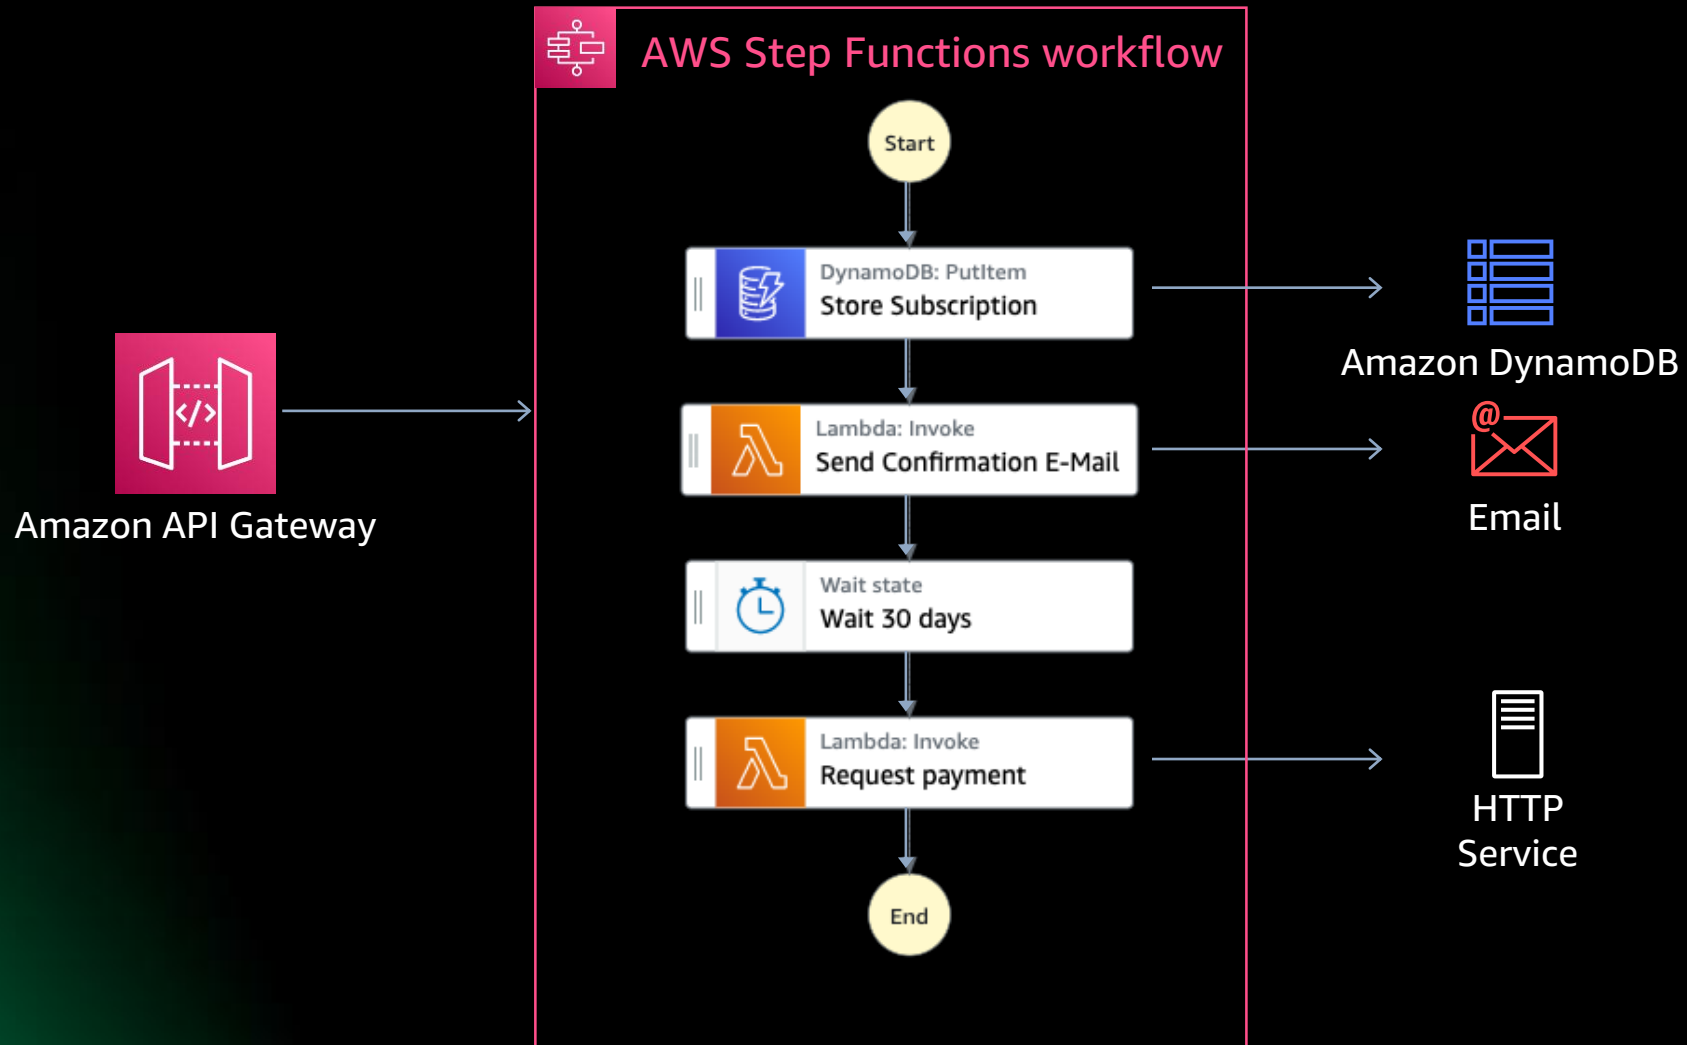 AWS Step Functions workflow
Start
DynamoDB: PutItem
Store Subscription
Amazon DynamoDB
Lambda: Invoke
Send Confirmation E-Mail
@
Email
</>
Amazon API Gateway
Wait state
Wait 30 days
Lambda: Invoke
Request payment
HTTP
Service
End